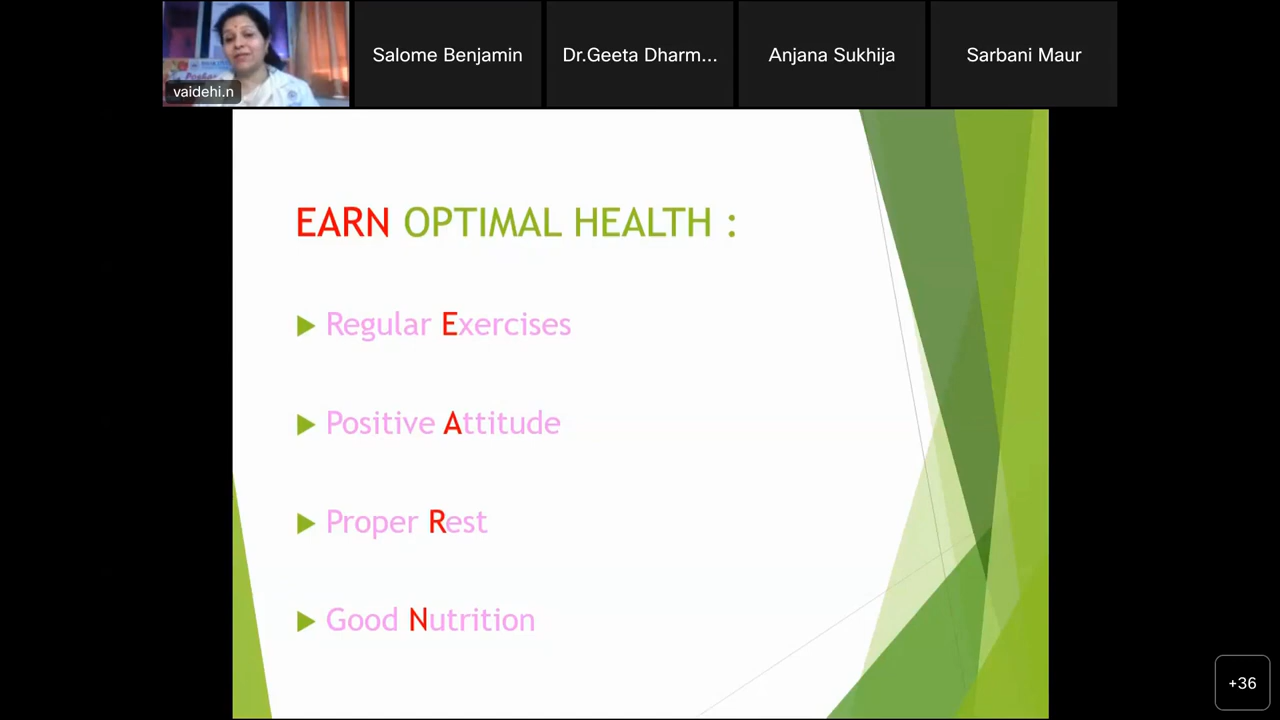 vaidehi.n
Salome Benjamin
Dr.Geeta Dharm...
Anjana Sukhija
Sarbani Maur
EARN OPTIMAL HEALTH :
Regular Exercises
Positive Attitude
Proper Rest
Good Nutrition
+36